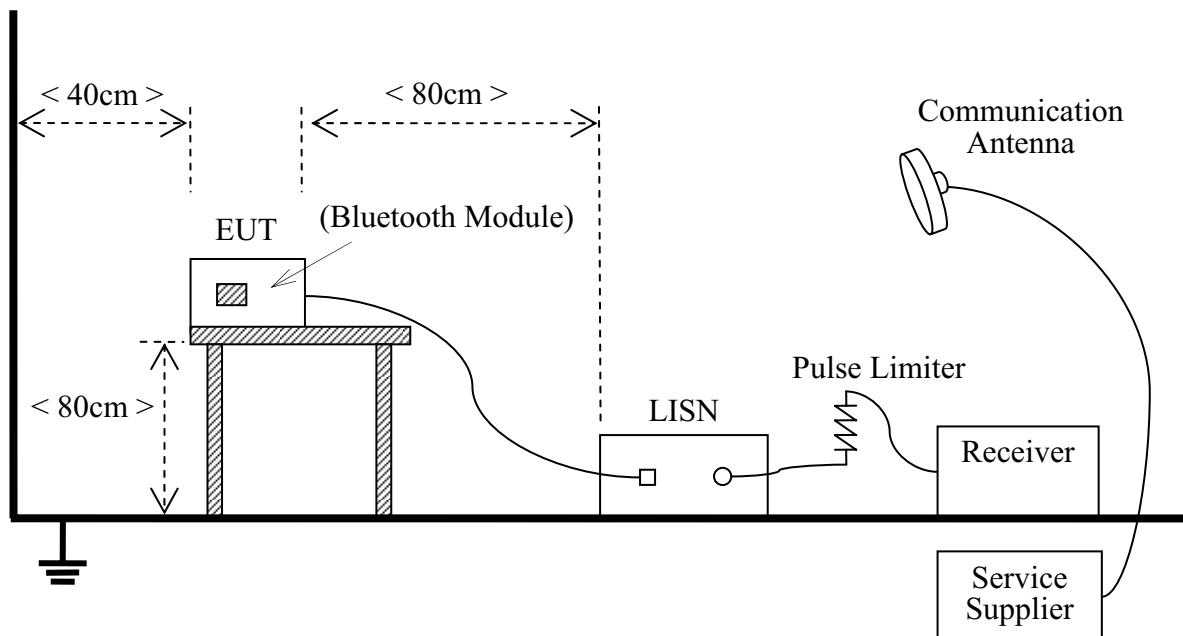 < 40cm >
< 80cm >
Communication
Antenna
(Bluetooth Module)
EUT
Pulse Limiter
< 80cm >
LISN
Receiver
Service
Supplier